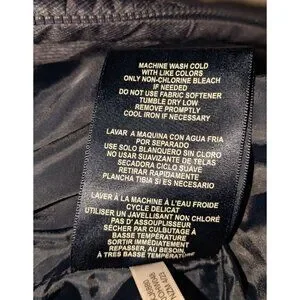 MACHINE WASH COLD
WITH LIKE COLORS
ONLY NON-CHLORINE BLEACH
IF NEEDED
DO NOT USE FABRIC SOFTENER
TUMBLE DRY LOW
REMOVE PROMPTLY
COOL IRON IF NECESSARY
LAVAR A MAQUINA CON AGUA FRIA
POR SEPARADO
USE SOLO BLANQUERO SIN CLORO
NO USAR SUAVIZANTE DE TELAS
SECADORA CICLO SUAVE
RETIRAR RAPIDAMENTE
PLANCHA TIBIA SI ES NECESARIO
LAVER À LA MACHINE À L'EAU FROIDE
CYCLE DELICAT
UTILISER UN JAVELLISANT NON CHLORÉ
PAS D' ASSOUPLISSEUR
SÉCHER PAR CULBUTAGE À
BASSE TEMPÉRATURE
SORTIR IMMÉDIATEMENT
REPASSER, AU BESOIN,
À TRES BASSE TEMPÉRATURE